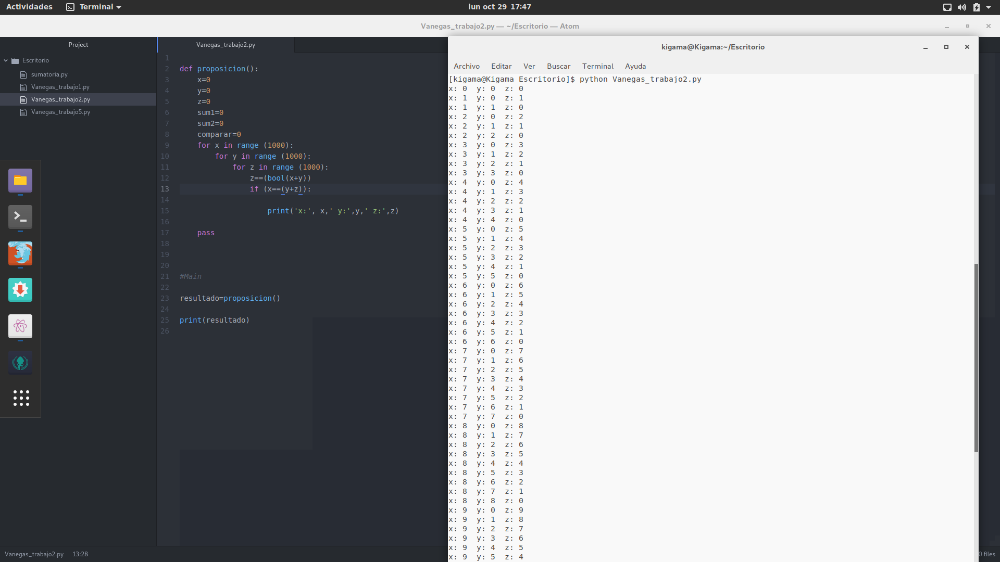 Actividades
Terminal
lun oct 29 17:47
Vanegas_trabajo2.py — ~/Escritorio — Atom
Project
Escritorio
sumatoria.py
Vanegas_trabajo1.py
Vanegas_trabajo2.py
Vanegas_trabajo5.py
Vanegas_trabajo2.py
1
2 def proposicion():
3     x=0
4     y=0
5     z=0
6     sum1=0
7     sum2=0
8     comparar=0
9     for x in range (1000):
10         for y in range (1000):
11             for z in range (1000):
12                 z==(bool(x+y))
13                 if (x==(y+z)):
14
15                     print('x:', x,' y:',y,' z:',z)
16
17     pass
18
19
20
21 #Main
22
23 resultado=proposicion()
24
25 print(resultado)
26
kigama@Kigama:~/Escritorio
Archivo Editar Ver Buscar Terminal Ayuda
[kigama@Kigama Escritorio]$ python Vanegas_trabajo2.py
x: 0  y: 0  z: 0
x: 1  y: 0  z: 1
x: 1  y: 1  z: 0
x: 2  y: 0  z: 2
x: 2  y: 1  z: 1
x: 2  y: 2  z: 0
x: 3  y: 0  z: 3
x: 3  y: 1  z: 2
x: 3  y: 2  z: 1
x: 3  y: 3  z: 0
x: 4  y: 0  z: 4
x: 4  y: 1  z: 3
x: 4  y: 2  z: 2
x: 4  y: 3  z: 1
x: 4  y: 4  z: 0
x: 5  y: 0  z: 5
x: 5  y: 1  z: 4
x: 5  y: 2  z: 3
x: 5  y: 3  z: 2
x: 5  y: 4  z: 1
x: 5  y: 5  z: 0
x: 6  y: 0  z: 6
x: 6  y: 1  z: 5
x: 6  y: 2  z: 4
x: 6  y: 3  z: 3
x: 6  y: 4  z: 2
x: 6  y: 5  z: 1
x: 6  y: 6  z: 0
x: 7  y: 0  z: 7
x: 7  y: 1  z: 6
x: 7  y: 2  z: 5
x: 7  y: 3  z: 4
x: 7  y: 4  z: 3
x: 7  y: 5  z: 2
x: 7  y: 6  z: 1
x: 7  y: 7  z: 0
x: 8  y: 0  z: 8
x: 8  y: 1  z: 7
x: 8  y: 2  z: 6
x: 8  y: 3  z: 5
x: 8  y: 4  z: 4
x: 8  y: 5  z: 3
x: 8  y: 6  z: 2
x: 8  y: 7  z: 1
x: 8  y: 8  z: 0
x: 9  y: 0  z: 9
x: 9  y: 1  z: 8
x: 9  y: 2  z: 7
x: 9  y: 3  z: 6
x: 9  y: 4  z: 5
x: 9  y: 5  z: 4
Vanegas_trabajo2.py 13:28
0 files